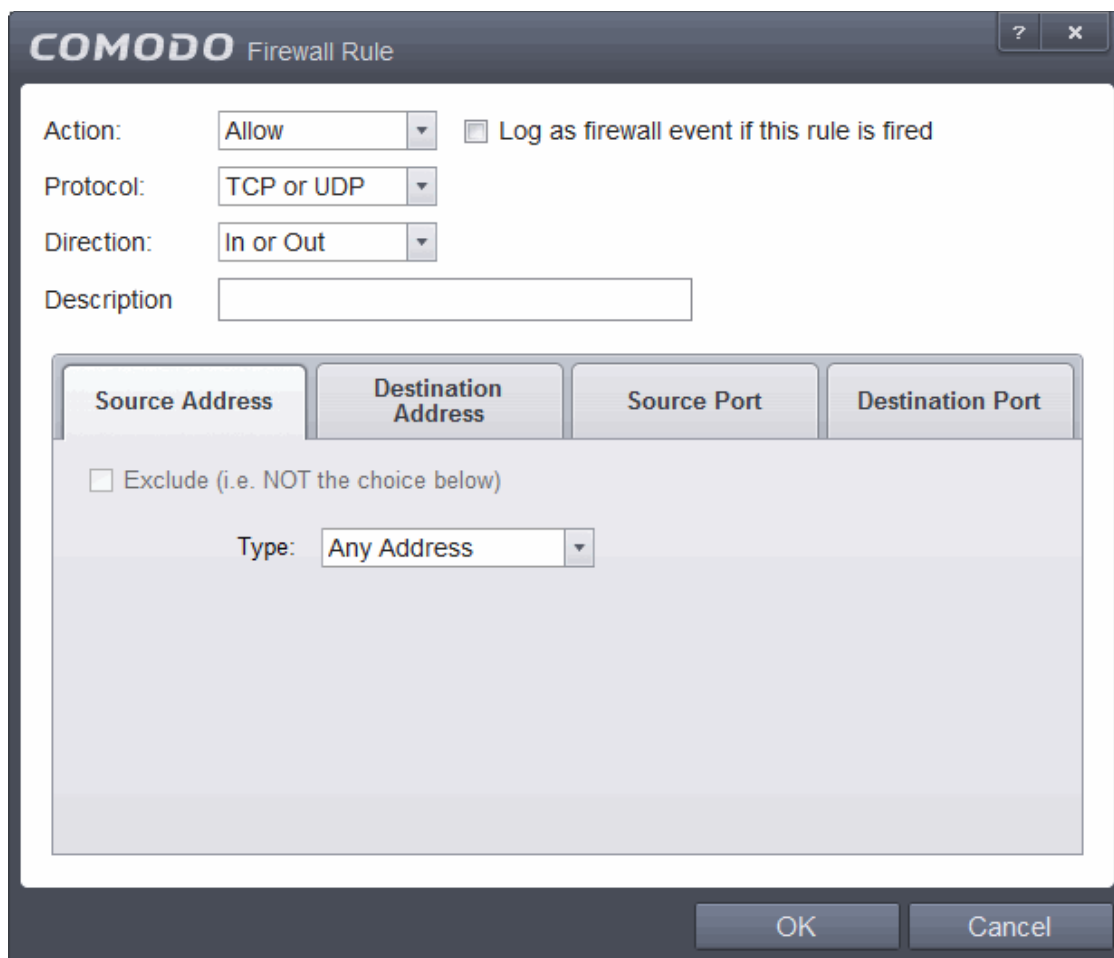 COMODO Firewall Rule
?
x
Action:
Allow
Log as firewall event if this rule is fired
Protocol:
TCP or UDP
Direction:
In or Out
Description
Source Address
Destination
Address
Source Port
Destination Port
Exclude (i.e. NOT the choice below)
Type:
Any Address
OK
Cancel